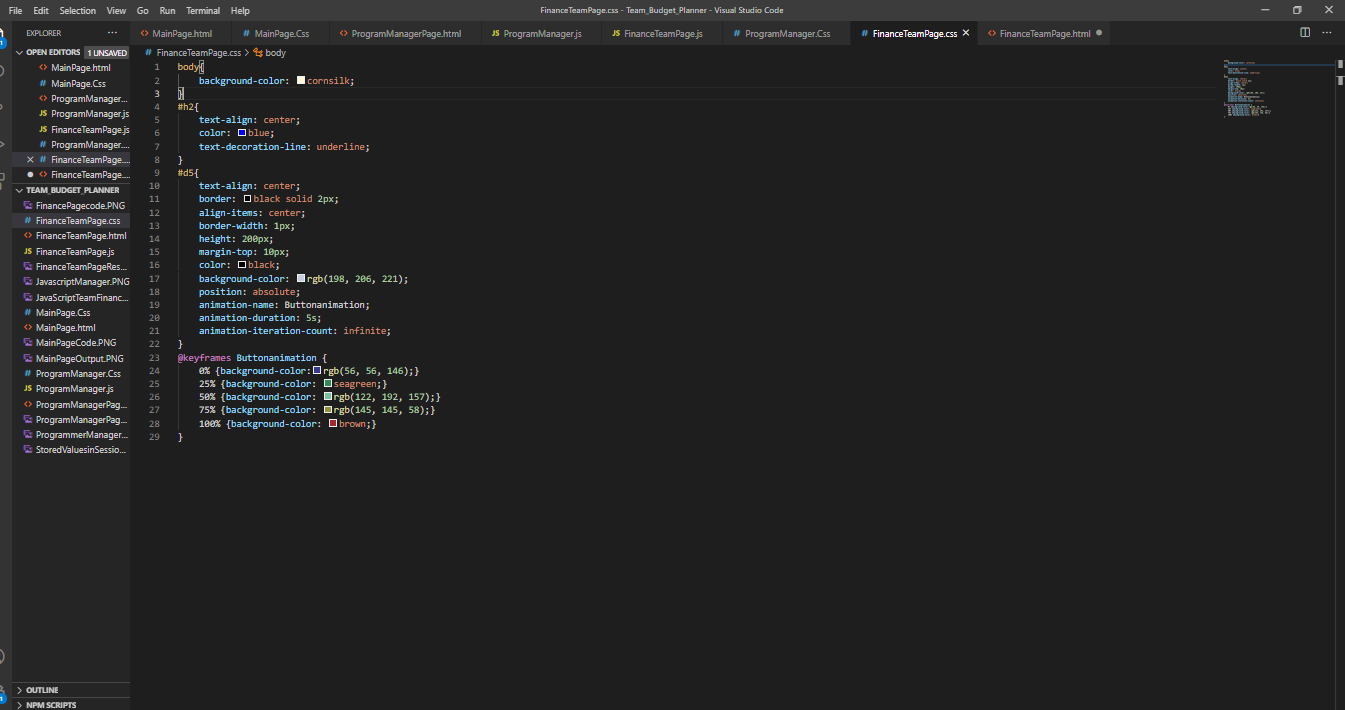 File Edit Selection View Go Run Terminal Help
FinanceTeamPage.css - Team_Budget_Planner - Visual Studio Code
EXPLORER
MainPage.html MainPage.Css ProgramManagerPage.html ProgramManager.js FinanceTeamPage.js ProgramManager.Css FinanceTeamPage.css FinanceTeamPage.html
OPEN EDITORS 1 UNSAVED
MainPage.html
MainPage.Css
ProgramManager...
ProgramManager.js
FinanceTeamPage.js
ProgramManager....
FinanceTeamPage....
FinanceTeamPage....
TEAM_BUDGET_PLANNER
FinancePagecode.PNG
FinanceTeamPage.css
FinanceTeamPage.html
FinanceTeamPage.js
FinanceTeamPageRes...
JavascriptManager.PNG
JavaScriptTeamFinanc...
MainPage.Css
MainPage.html
MainPageCode.PNG
MainPageOutput.PNG
ProgramManager.Css
ProgramManager.js
ProgramManagerPag...
ProgramManagerPag...
ProgrammerManager...
StoredValuesinSessio...
OUTLINE
NPM SCRIPTS
FinanceTeamPage.css > body
1 body{
2 background-color: cornsilk;
3 }
4 #h2{
5 text-align: center;
6 color: blue;
7 text-decoration-line: underline;
8 }
9 #d5{
10 text-align: center;
11 border: black solid 2px;
12 align-items: center;
13 border-width: 1px;
14 height: 200px;
15 margin-top: 10px;
16 color: black;
17 background-color: rgb(198, 206, 221);
18 position: absolute;
19 animation-name: Buttonanimation;
20 animation-duration: 5s;
21 animation-iteration-count: infinite;
22 }
23 @keyframes Buttonanimation {
24 0% {background-color: rgb(56, 56, 146);}
25 25% {background-color: seagreen;}
26 50% {background-color: rgb(122, 192, 157);}
27 75% {background-color: rgb(145, 145, 58);}
28 100% {background-color: brown;}
29 }